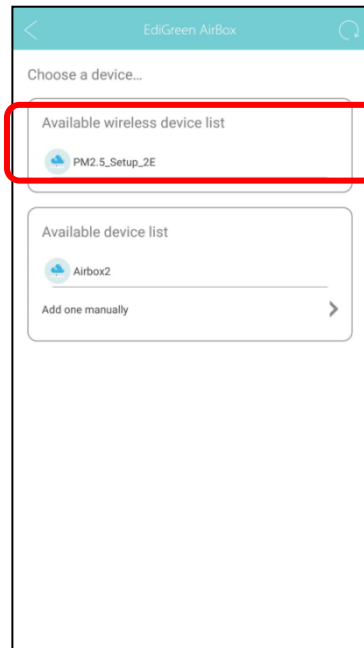 EdiGreen AirBox
Choose a device...
Available wireless device list
PM2.5_Setup_2E
Available device list
Airbox2
Add one manually